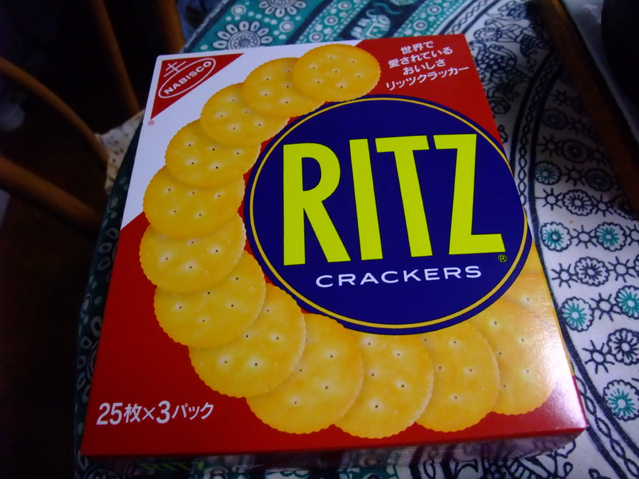 NABISCO
世界で
愛されている
おいしさ
リッツクラッカー
RITZ
®
CRACKERS
25枚×3パック